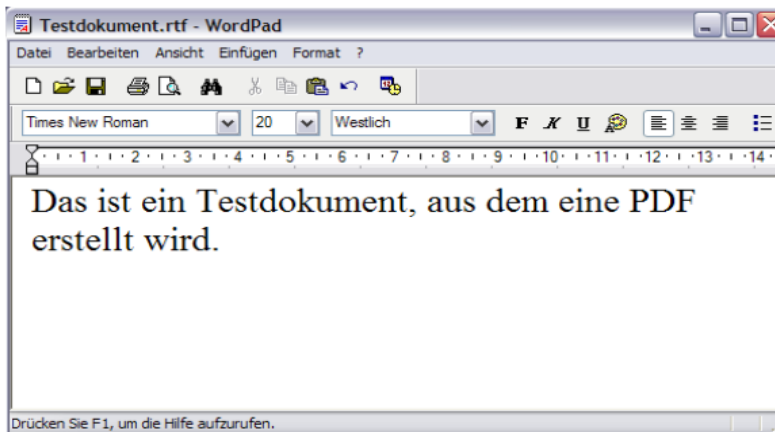 Testdokument.rtf - WordPad
Datei Bearbeiten Ansicht Einfügen Format ?
Times New Roman 20 Westlich F K U
1 2 3 4 5 6 7 8 9 10 11 12 13 14
Das ist ein Testdokument, aus dem eine PDF
erstellt wird.
Drücken Sie F1, um die Hilfe aufzurufen.